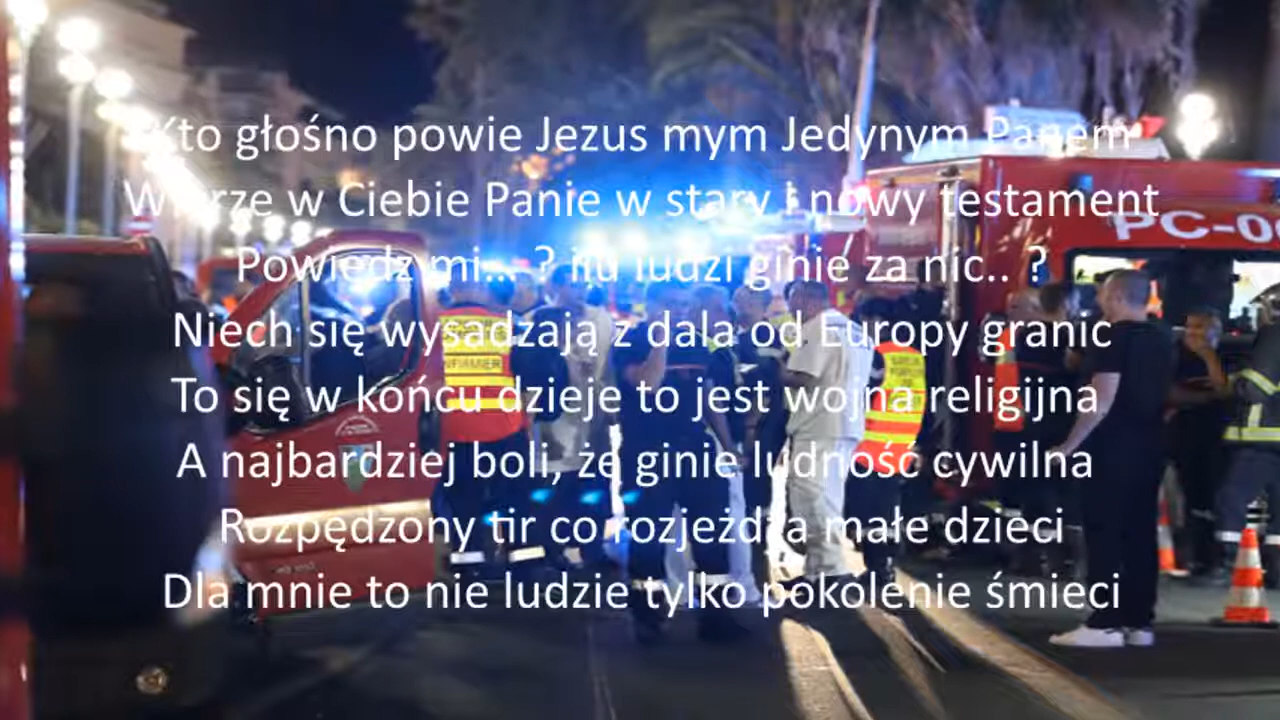 Kto głośno powie Jezus mym Jedynym Panem
Wierze w Ciebie Panie w stary i nowy testament
Powiedz mi... ? ilu ludzi ginie za nic.. ?
Niech się wysadzają z dala od Europy granic
To się w końcu dzieje to jest wojna religijna
A najbardziej boli, że ginie ludność cywilna
Rozpędzony tir co rozjeżdża małe dzieci
Dla mnie to nie ludzie tylko pokolenie śmieci
PC-0
INFIRMIER